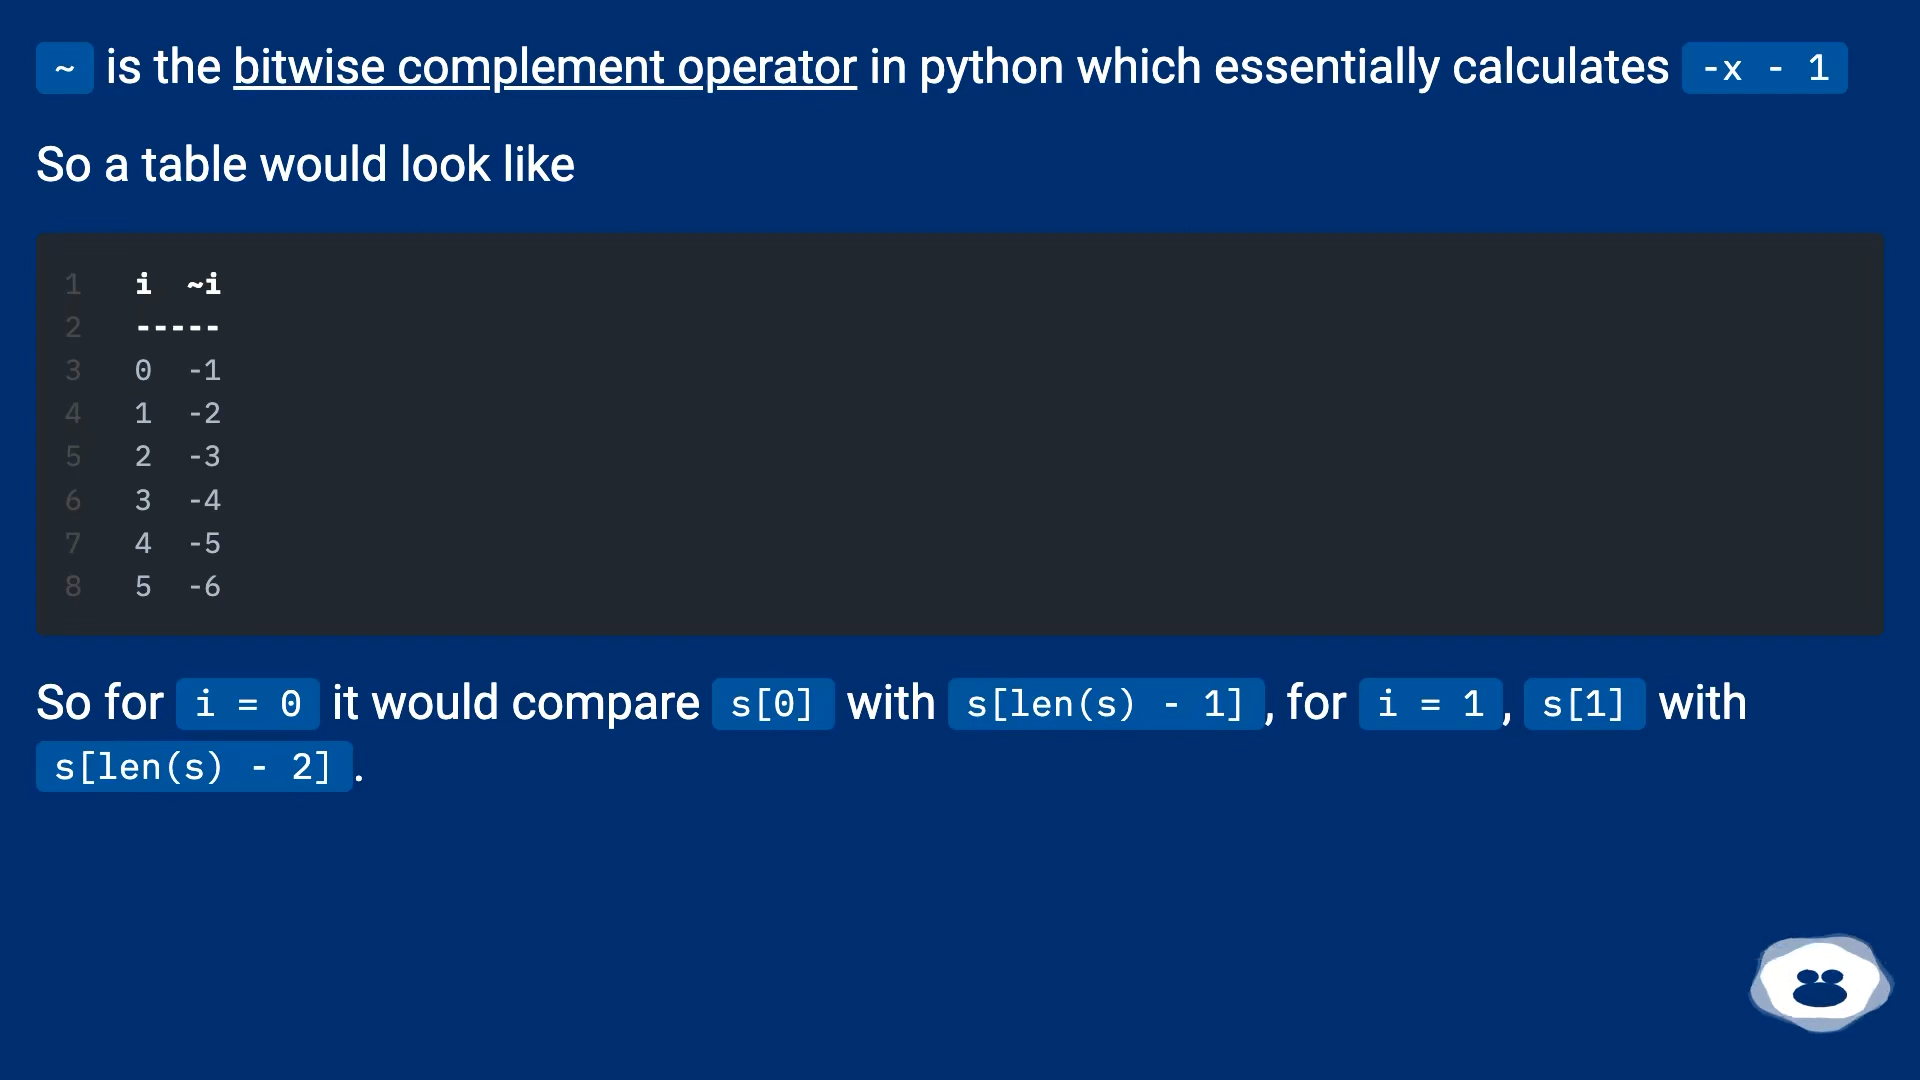 ~ is the bitwise complement operator in python which essentially calculates -x - 1
So a table would look like
1 i ~i
2 -----
3 0 -1
4 1 -2
5 2 -3
6 3 -4
7 4 -5
8 5 -6
So for i = 0 it would compare s[0] with s[len(s) - 1], for i = 1, s[1] with
s[len(s) - 2].